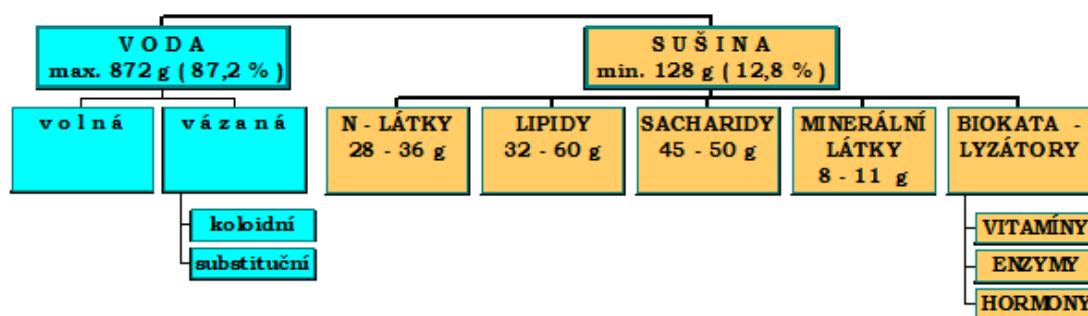 V O D A
max. 872 g ( 87,2 % )
S U Š I N A
min. 128 g ( 12,8 % )
v o l n á
v á z a n á
koloidní
substituční
N - LÁTKY
28 - 36 g
LIPIDY
32 - 60 g
SACHARIDY
45 - 50 g
MINERÁLNÍ
LÁTKY
8 - 11 g
BIOKATA -
LYZÁTORY
VITAMÍNY
ENZYMY
HORMONY